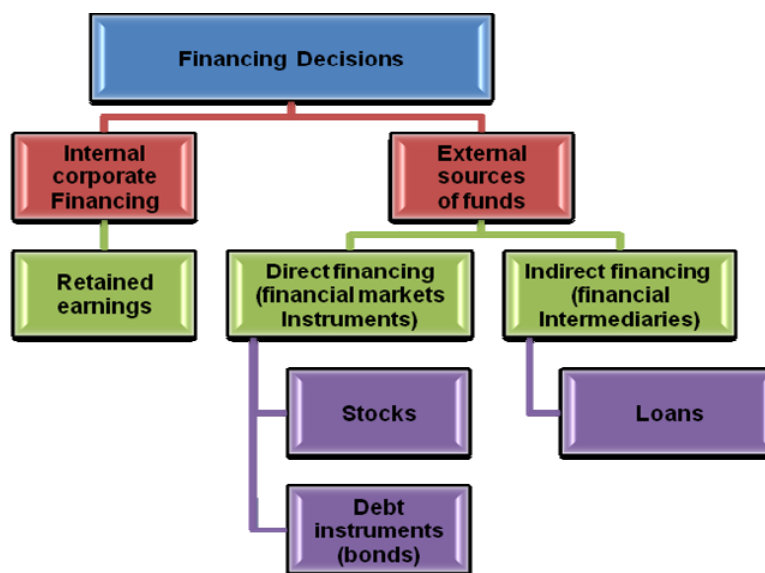 Financing Decisions
Internal
corporate
Financing
External
sources
of funds
Retained
earnings
Direct financing
(financial markets
Instruments)
Indirect financing
(financial
Intermediaries)
Stocks
Loans
Debt
instruments
(bonds)